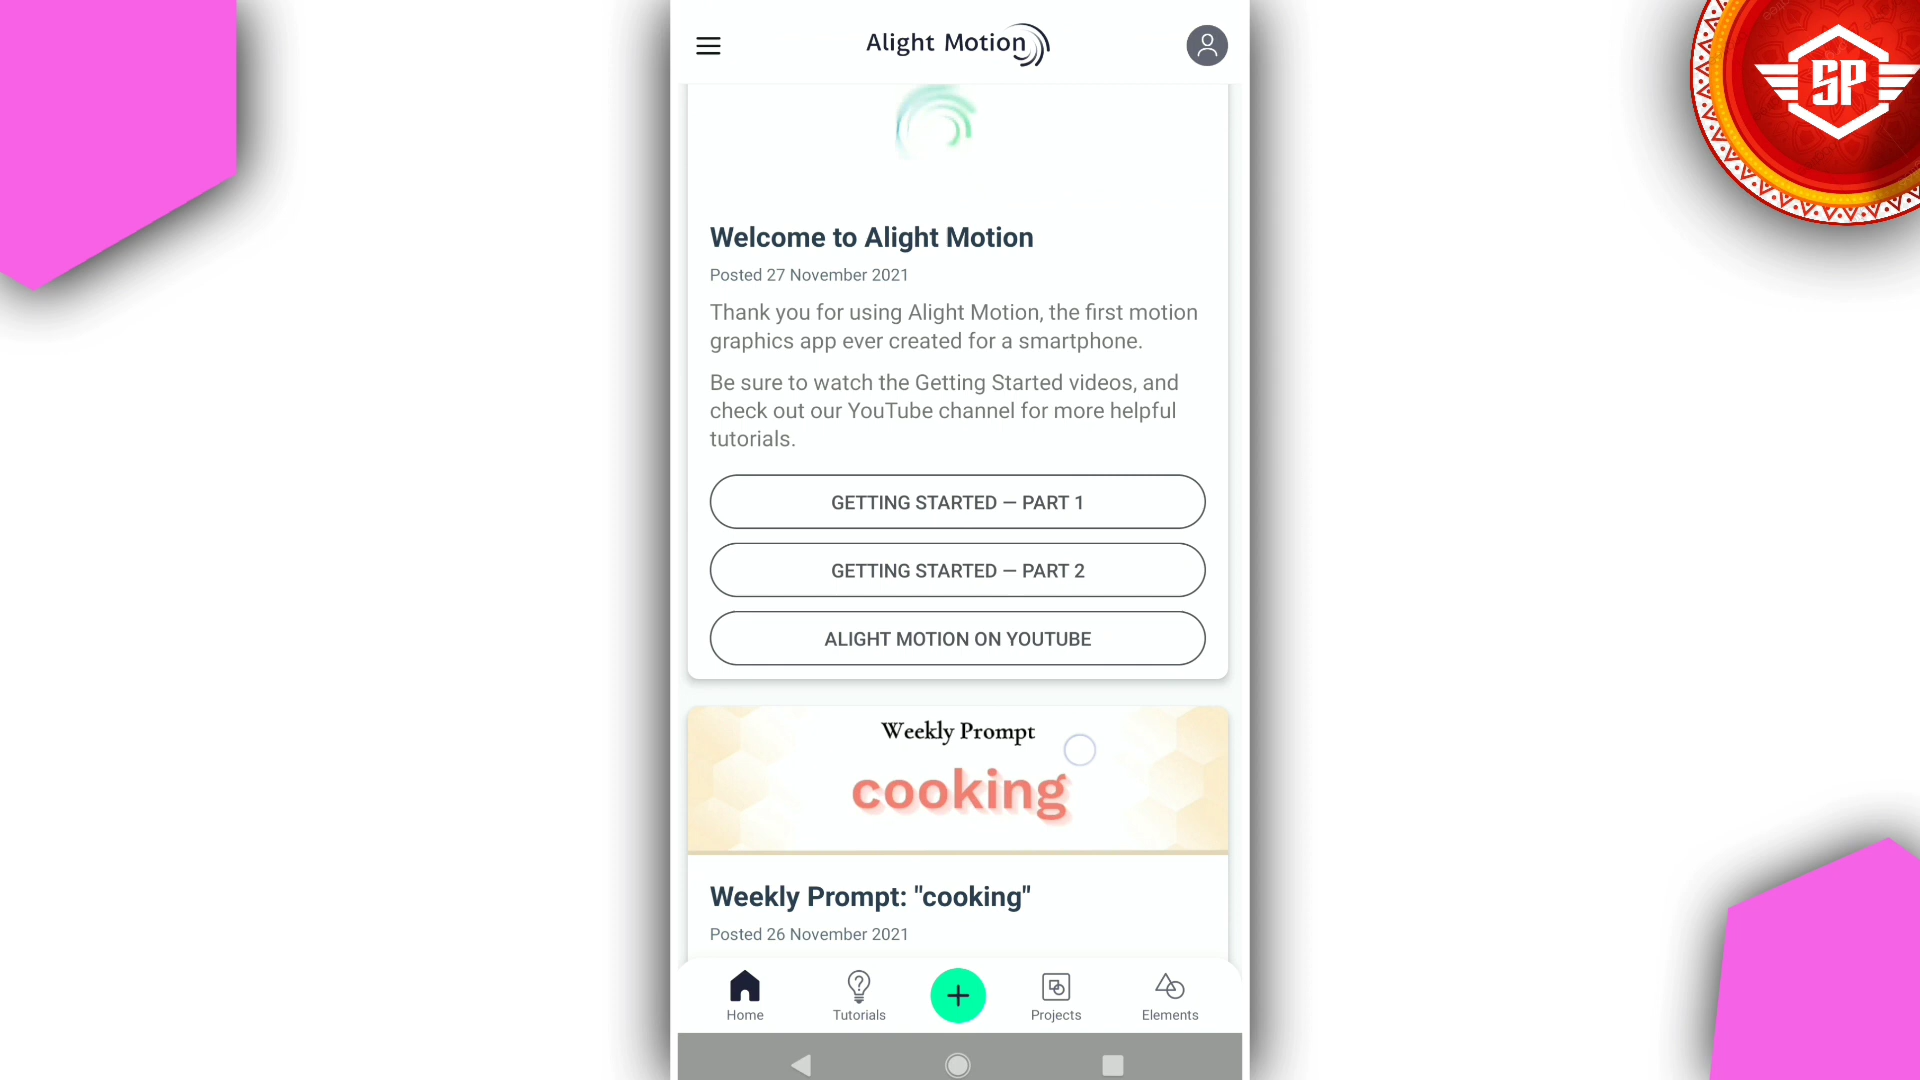 Alight Motion
SP
Welcome to Alight Motion
Posted 27 November 2021
Thank you for using Alight Motion, the first motion
graphics app ever created for a smartphone.
Be sure to watch the Getting Started videos, and
check out our YouTube channel for more helpful
tutorials.
GETTING STARTED — PART 1
GETTING STARTED — PART 2
ALIGHT MOTION ON YOUTUBE
Weekly Prompt
cooking
Weekly Prompt: "cooking"
Posted 26 November 2021
Home
Tutorials
Projects
Elements